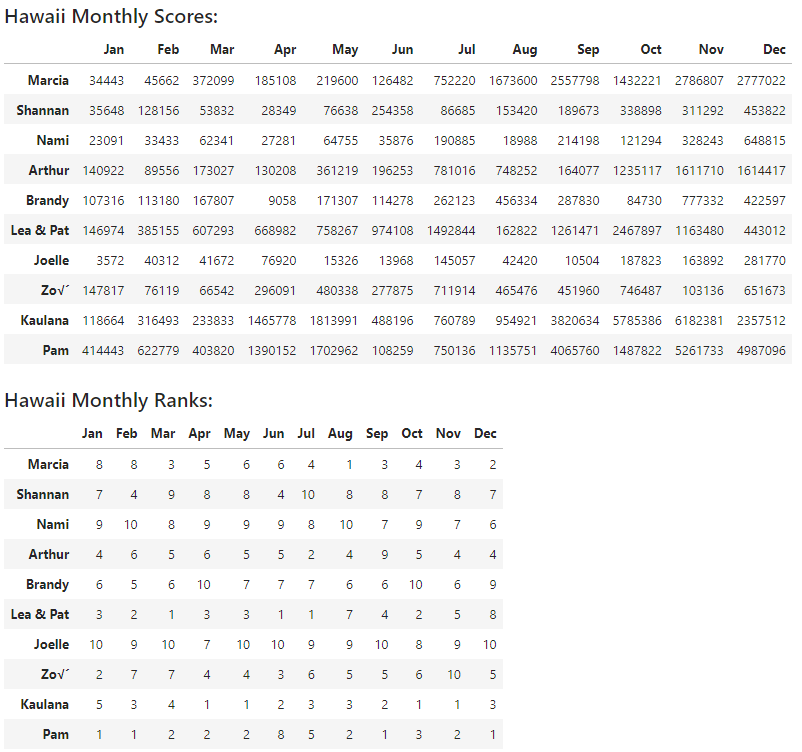 Hawaii Monthly Scores:
Jan Feb Mar Apr May Jun Jul Aug Sep Oct Nov Dec
Marcia 34443 45662 372099 185108 219600 126482 752220 1673600 2557798 1432221 2786807 2777022
Shannan 35648 128156 53832 28349 76638 254358 86685 153420 189673 338898 311292 453822
Nami 23091 33433 62341 27281 64755 35876 190885 18988 214198 121294 328243 648815
Arthur 140922 89556 173027 130208 361219 196253 781016 748252 164077 1235117 1611710 1614417
Brandy 107316 113180 167807 9058 171307 114278 262123 456334 287830 84730 777332 422597
Lea & Pat 146974 385155 607293 668982 758267 974108 1492844 162822 1261471 2467897 1163480 443012
Joelle 3572 40312 41672 76920 15326 13968 145057 42420 10504 187823 163892 281770
Zo√´ 147817 76119 66542 296091 480338 277875 711914 465476 451960 746487 103136 651673
Kaulana 118664 316493 233833 1465778 1813991 488196 760789 954921 3820634 5785386 6182381 2357512
Pam 414443 622779 403820 1390152 1702962 108259 750136 1135751 4065760 1487822 5261733 4987096
Hawaii Monthly Ranks:
Jan Feb Mar Apr May Jun Jul Aug Sep Oct Nov Dec
Marcia 8 8 3 5 6 6 4 1 3 4 3 2
Shannan 7 4 9 8 8 4 10 8 8 7 8 7
Nami 9 10 8 9 9 9 8 10 7 9 7 6
Arthur 4 6 5 6 5 5 2 4 9 5 4 4
Brandy 6 5 6 10 7 7 7 6 6 10 6 9
Lea & Pat 3 2 1 3 3 1 1 7 4 2 5 8
Joelle 10 9 10 7 10 10 9 9 10 8 9 10
Zo√´ 2 7 7 4 4 3 6 5 5 6 10 5
Kaulana 5 3 4 1 1 2 3 3 2 1 1 3
Pam 1 1 2 2 2 8 5 2 1 3 2 1